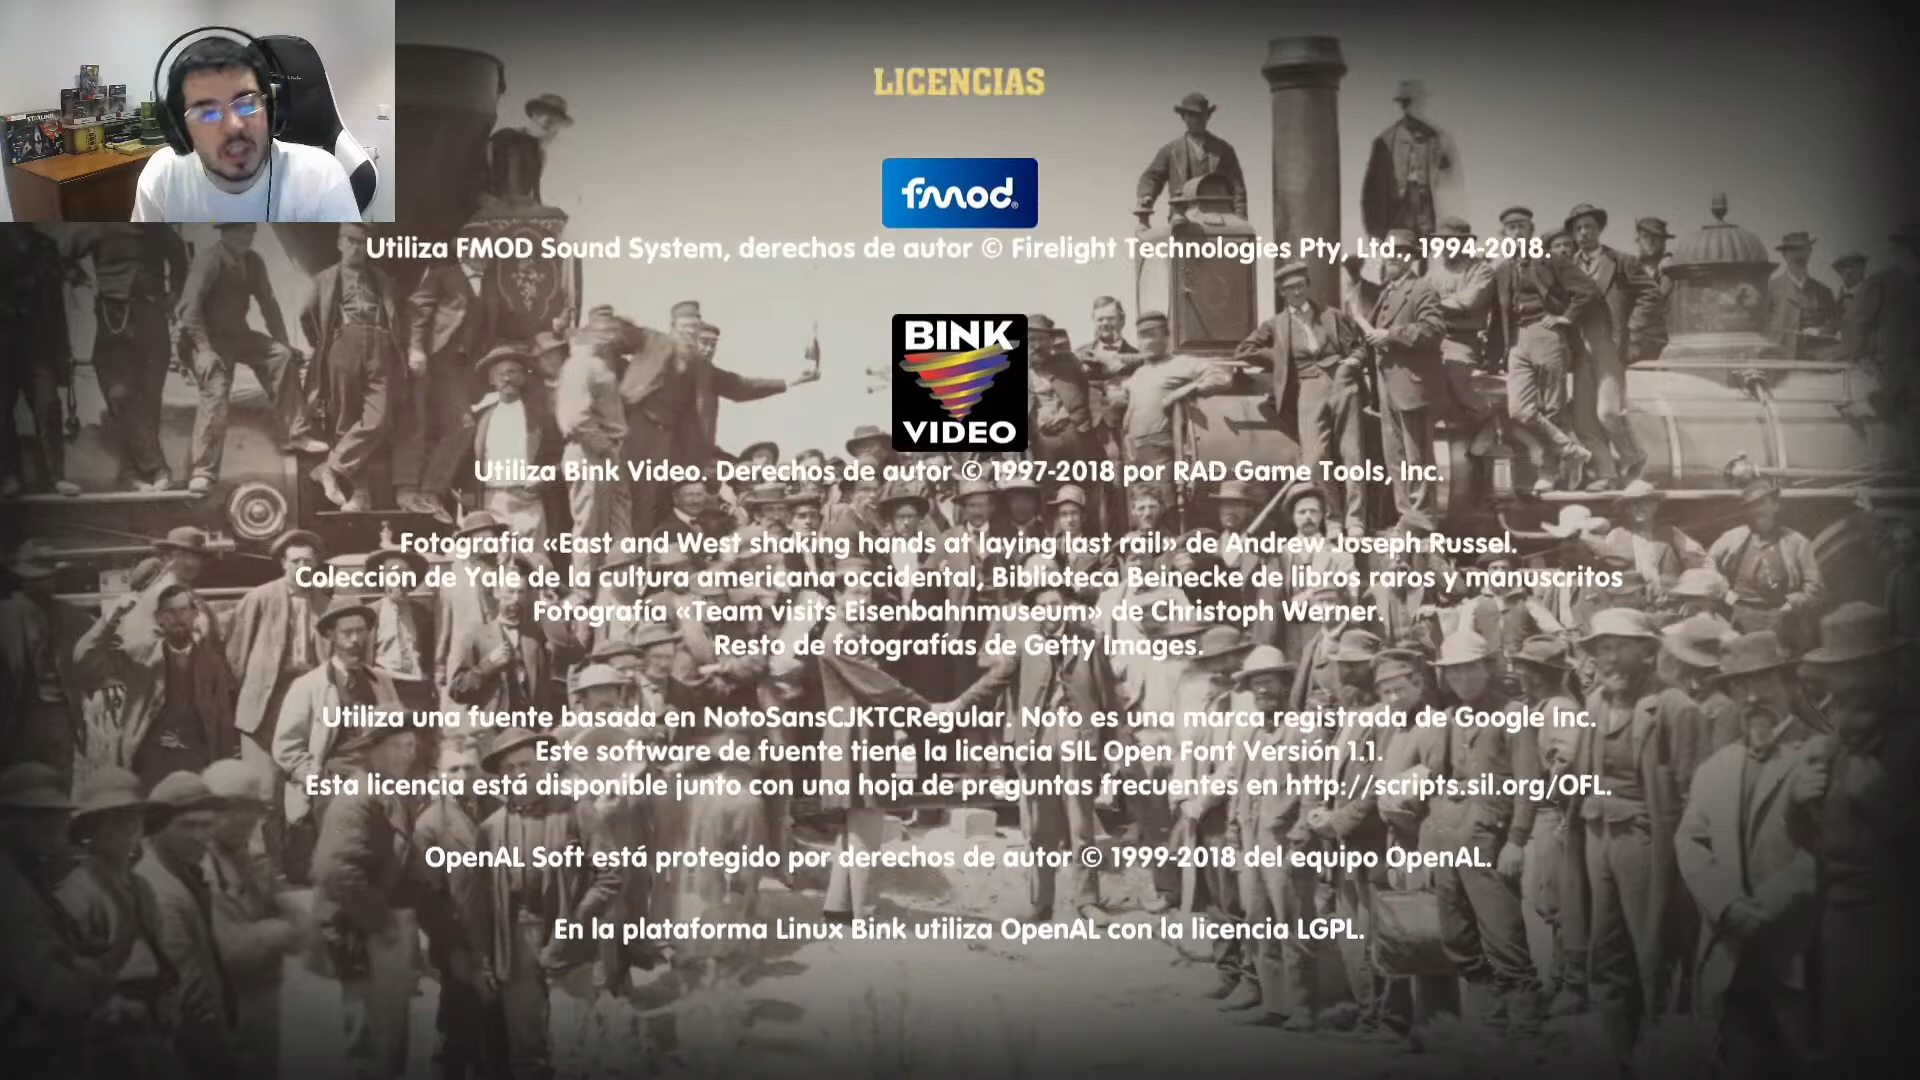 LICENCIAS
fmod®
Utiliza FMOD Sound System, derechos de autor © Firelight Technologies Pty, Ltd., 1994-2018.
BINK
VIDEO
Utiliza Bink Video. Derechos de autor © 1997-2018 por RAD Game Tools, Inc.
Fotografía «East and West shaking hands at laying last rail» de Andrew Joseph Russel.
Colección de Yale de la cultura americana occidental, Biblioteca Beinecke de libros raros y manuscritos
Fotografía «Team visits Eisenbahnmuseum» de Christoph Werner.
Resto de fotografías de Getty Images.
Utiliza una fuente basada en NotoSansCJKTCRegular. Noto es una marca registrada de Google Inc.
Este software de fuente tiene la licencia SIL Open Font Versión 1.1.
Esta licencia está disponible junto con una hoja de preguntas frecuentes en http://scripts.sil.org/OFL.
OpenAL Soft está protegido por derechos de autor © 1999-2018 del equipo OpenAL.
En la plataforma Linux Bink utiliza OpenAL con la licencia LGPL.